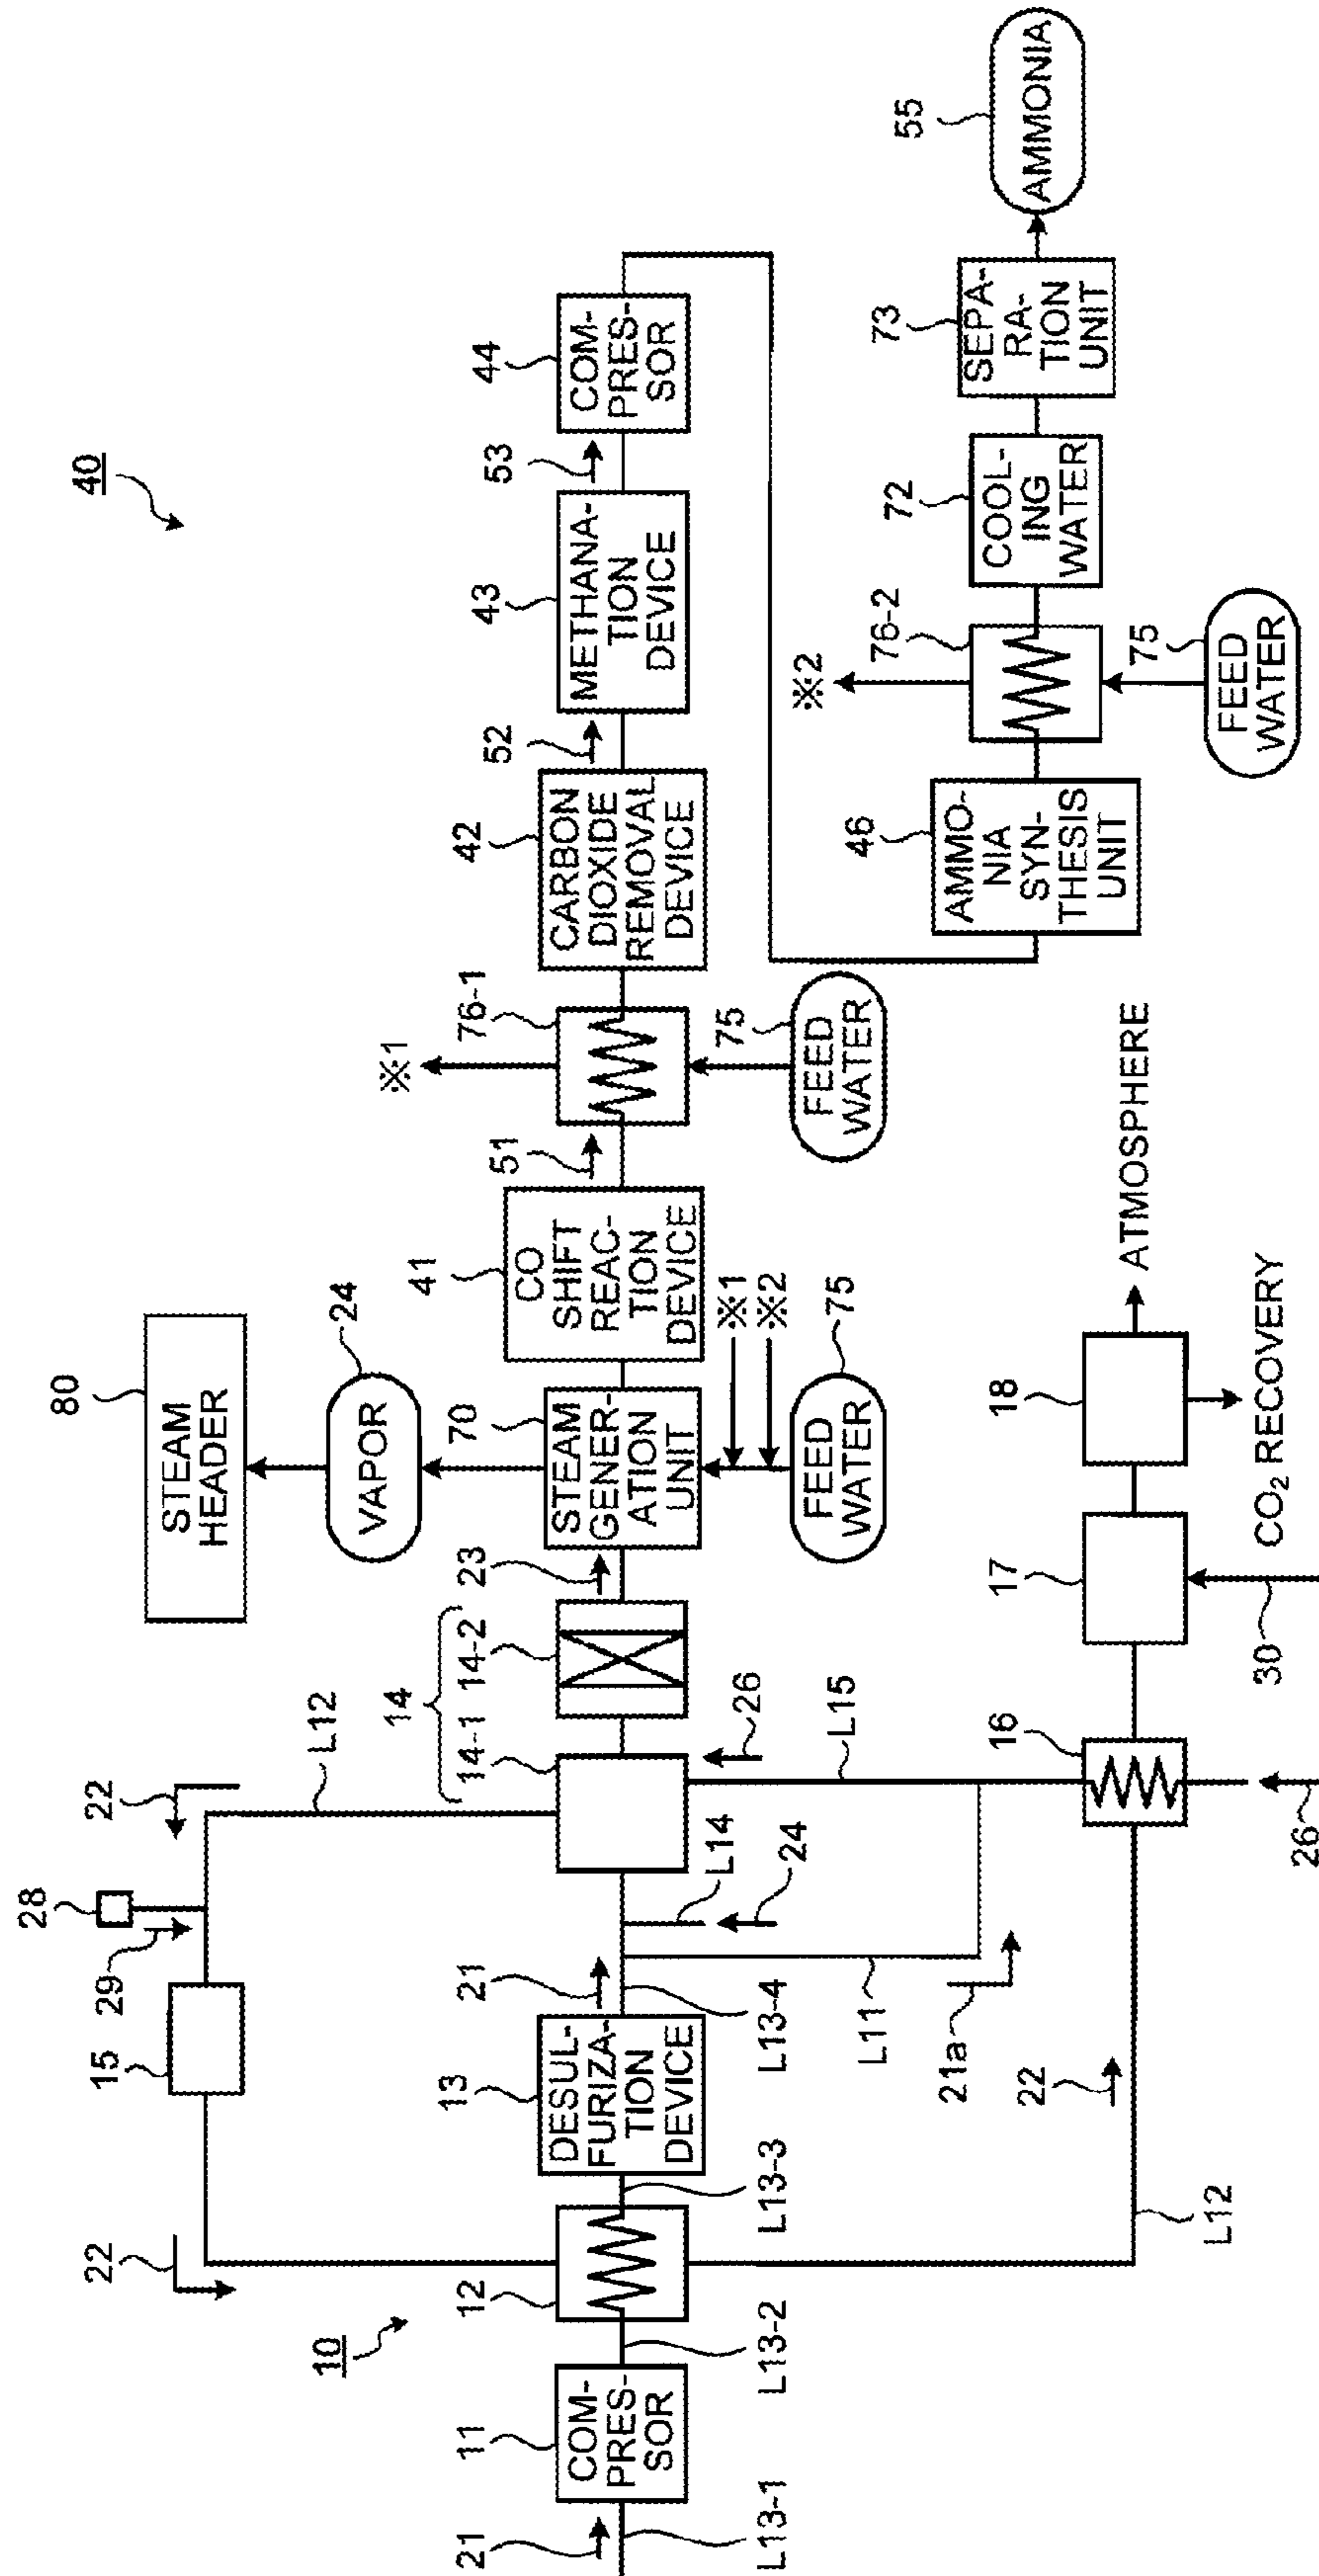 40
80
STEAM
HEADER
24
VAPOR
22
L12
28
29
15
22
10
14
14-1
14-2
23
70
STEAM
GENER-
ATION
UNIT
41
CO
SHIFT
REAC-
TION
DEVICE
51
※1
76-1
42
CARBON
DIOXIDE
REMOVAL
DEVICE
52
43
METHANA-
TION
DEVICE
53
44
COM-
PRES-
SOR
21
11
COM-
PRES-
SOR
12
13
DESUL-
FURIZA-
TION
DEVICE
21
L13-1
L13-2
L13-3
L13-4
L11
L14
24
26
L15
※1
※2
75
FEED
WATER
75
FEED
WATER
46
AMMO-
NIA
SYN-
THESIS
UNIT
※2
76-2
75
FEED
WATER
72
COOL-
ING
WATER
73
SEPA-
RA-
TION
UNIT
55
AMMONIA
21a
22
L12
16
26
17
30
18
ATMOSPHERE
CO₂ RECOVERY